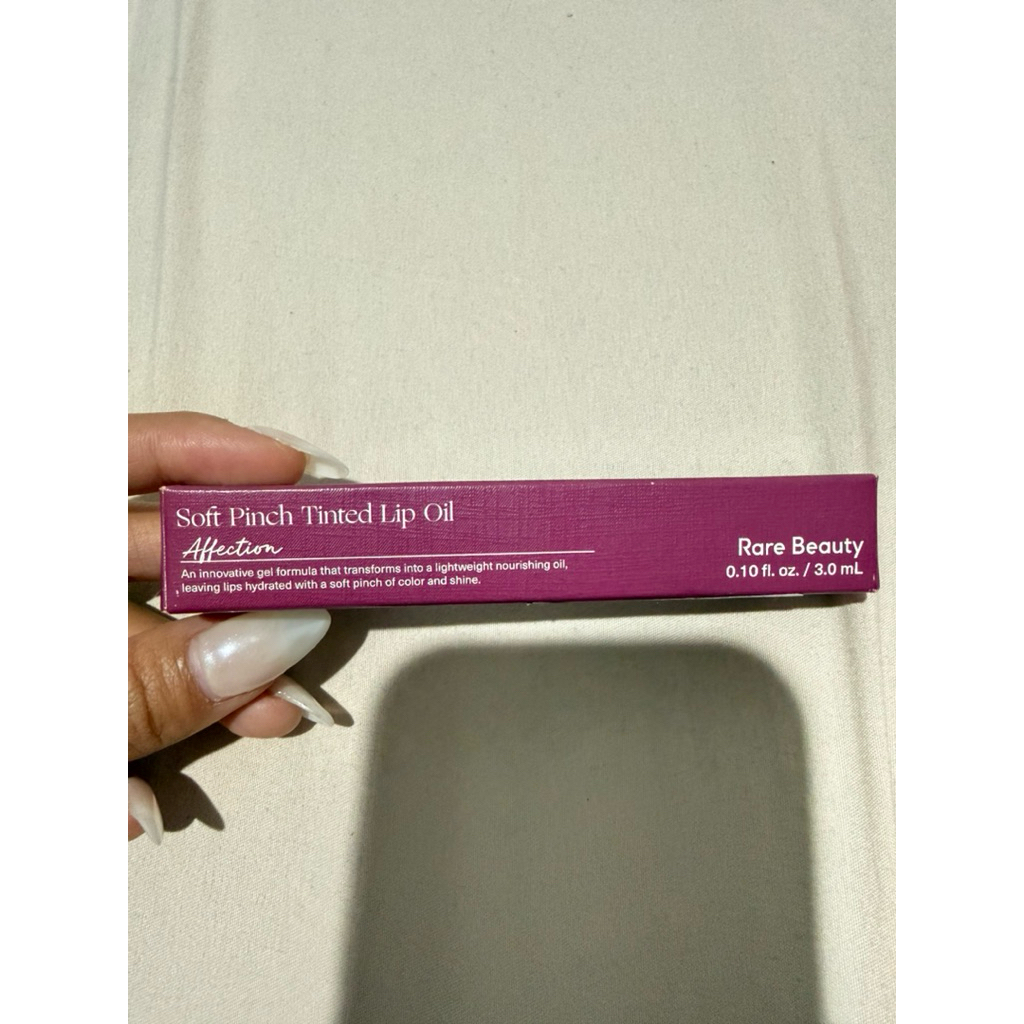 Soft Pinch Tinted Lip Oil
Affection
An innovative gel formula that transforms into a lightweight nourishing oil,
leaving lips hydrated with a soft pinch of color and shine.
Rare Beauty
0.10 fl. oz. / 3.0 mL